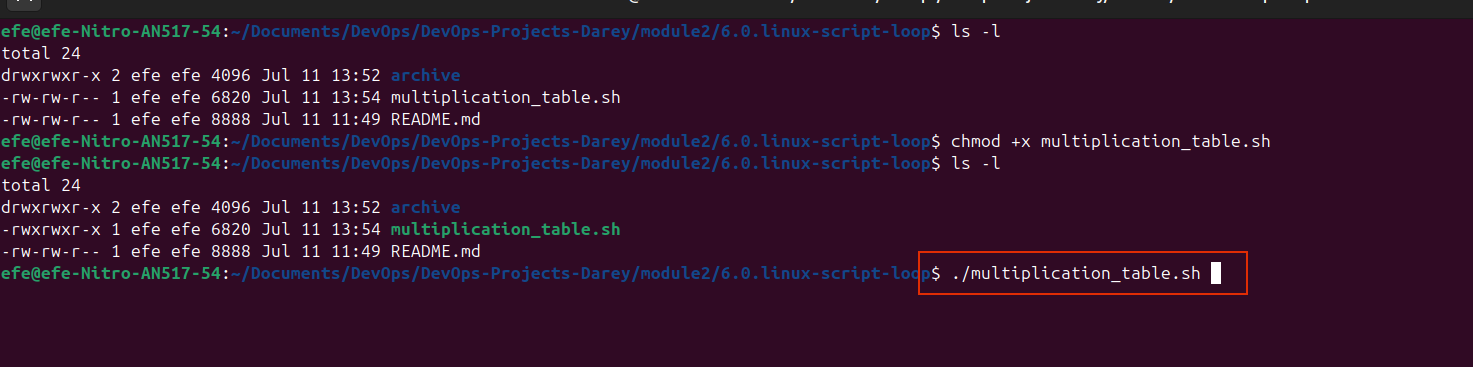 efe@efe-Nitro-AN517-54:~/Documents/DevOps/DevOps-Projects-Darey/module2/6.0.linux-script-loop$ ls -l
total 24
drwxrwxr-x 2 efe efe 4096 Jul 11 13:52 archive
-rw-rw-r-- 1 efe efe 6820 Jul 11 13:54 multiplication_table.sh
-rw-rw-r-- 1 efe efe 8888 Jul 11 11:49 README.md
efe@efe-Nitro-AN517-54:~/Documents/DevOps/DevOps-Projects-Darey/module2/6.0.linux-script-loop$ chmod +x multiplication_table.sh
efe@efe-Nitro-AN517-54:~/Documents/DevOps/DevOps-Projects-Darey/module2/6.0.linux-script-loop$ ls -l
total 24
drwxrwxr-x 2 efe efe 4096 Jul 11 13:52 archive
-rwxrwxr-x 1 efe efe 6820 Jul 11 13:54 multiplication_table.sh
-rw-rw-r-- 1 efe efe 8888 Jul 11 11:49 README.md
efe@efe-Nitro-AN517-54:~/Documents/DevOps/DevOps-Projects-Darey/module2/6.0.linux-script-loop$ ./multiplication_table.sh